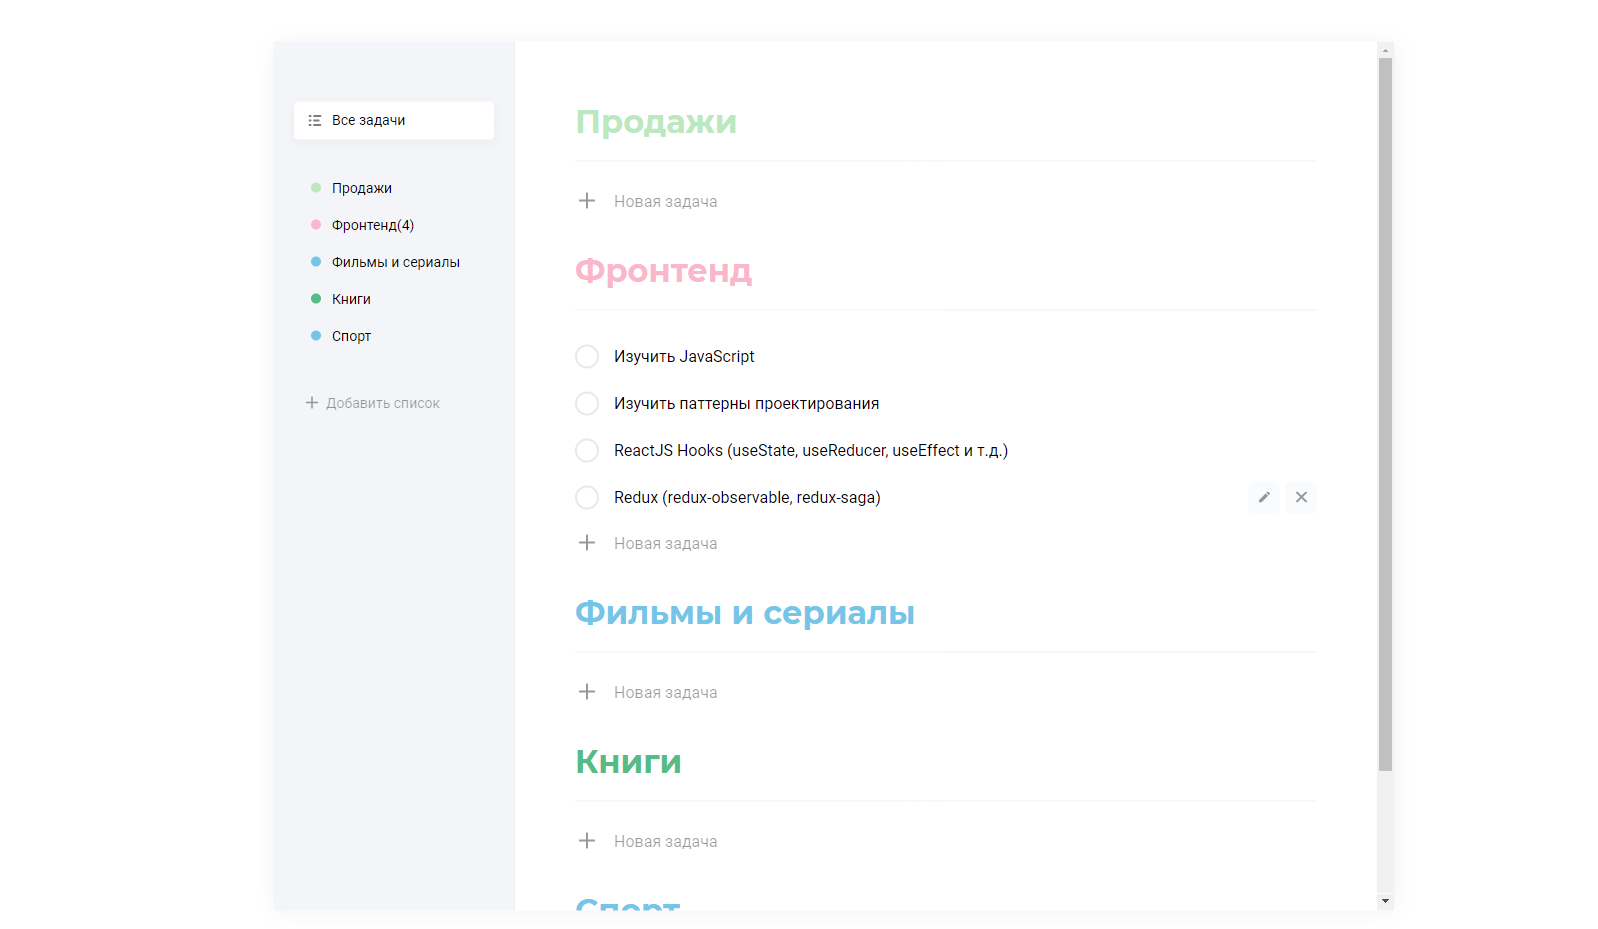 Все задачи
Продажи
Фронтенд(4)
Фильмы и сериалы
Книги
Спорт
Добавить список
Продажи
Новая задача
Фронтенд
Изучить JavaScript
Изучить паттерны проектирования
ReactJS Hooks (useState, useReducer, useEffect и т.д.)
Redux (redux-observable, redux-saga)
Новая задача
Фильмы и сериалы
Новая задача
Книги
Новая задача
Спорт